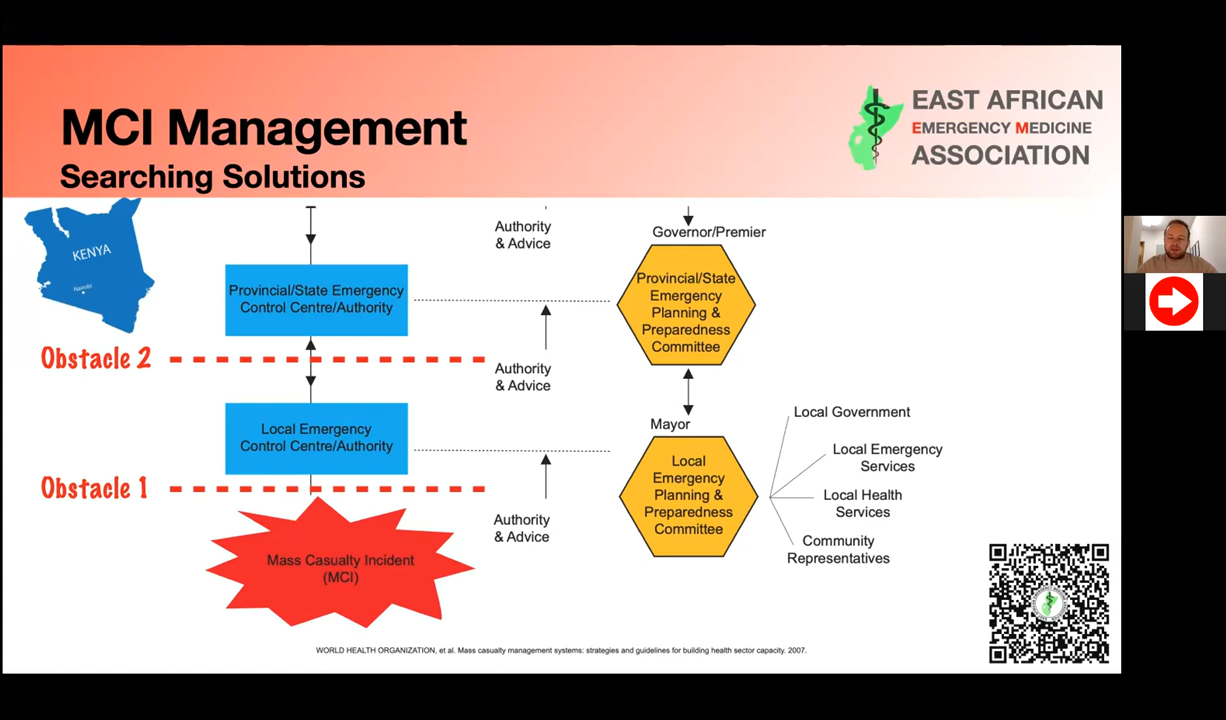 MCI Management
Searching Solutions
EAST AFRICAN
EMERGENCY MEDICINE
ASSOCIATION
KENYA
Nairobi
Authority
& Advice
Governor/Premier
Provincial/State Emergency
Control Centre/Authority
Provincial/State
Emergency
Planning &
Preparedness
Committee
Obstacle 2
Authority
& Advice
Mayor
Local Emergency
Control Centre/Authority
Local
Emergency
Planning &
Preparedness
Committee
Local Government
Local Emergency
Services
Local Health
Services
Community
Representatives
Obstacle 1
Authority
& Advice
Mass Casualty Incident
(MCI)
WORLD HEALTH ORGANIZATION, et al. Mass casualty management systems: strategies and guidelines for building health sector capacity. 2007.